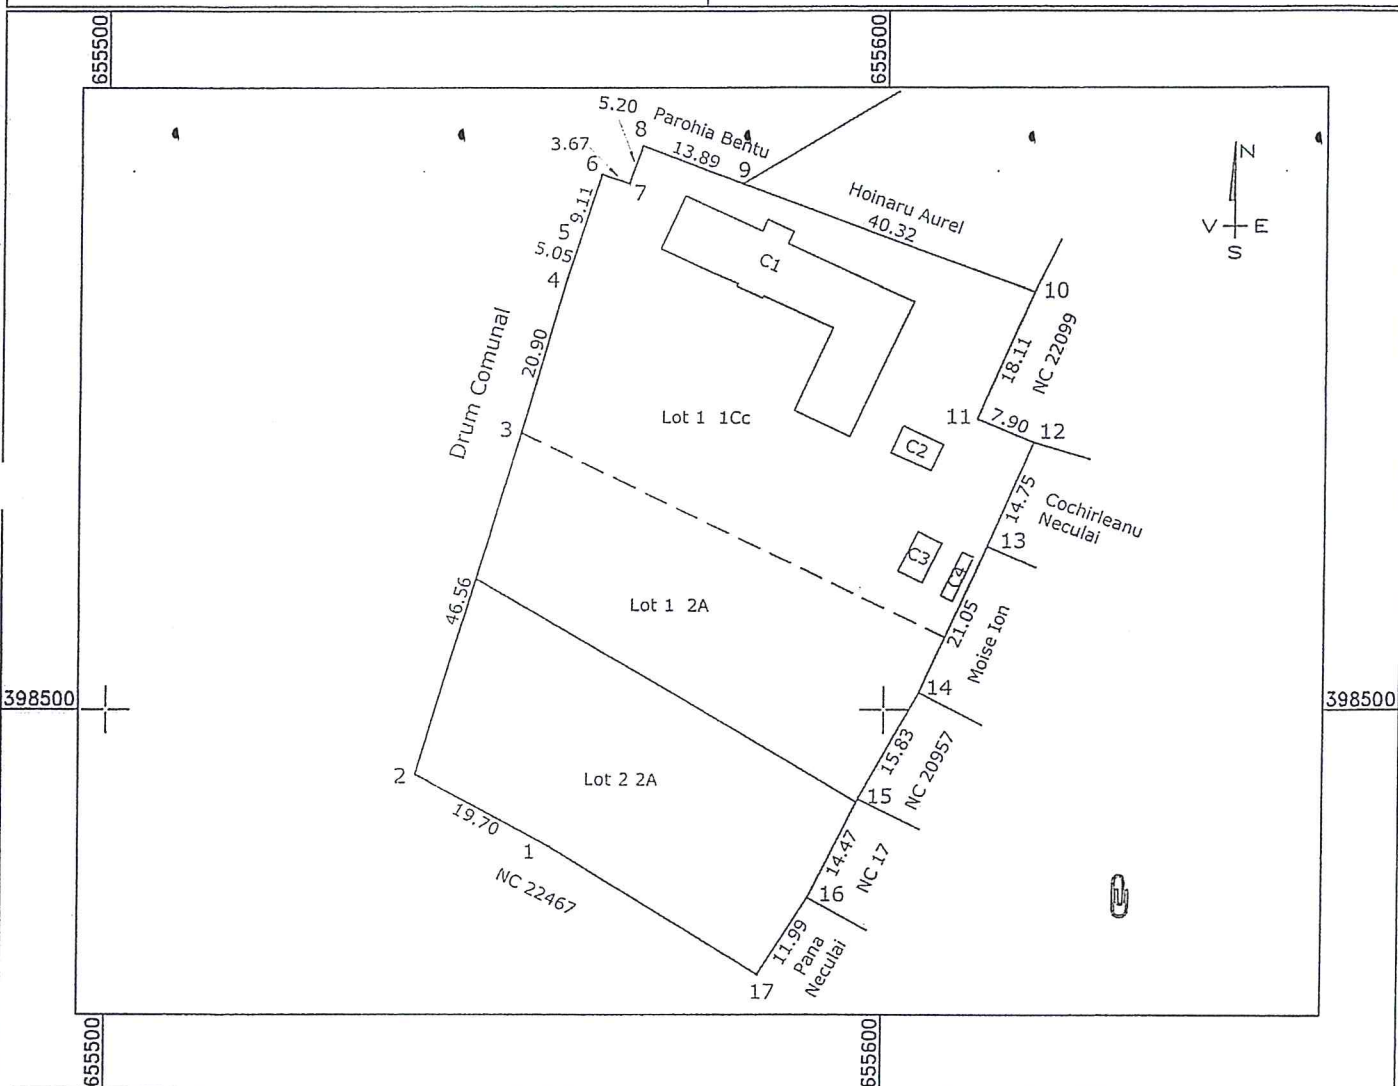 655500
655600
5.20
8
Parohia Bentu
3.67
13.89
6
9
7
N
Hoinaru Aurel
40.32
V E
S
9.11
5
5.05
4
C1
10
NC 22099
18.11
20.90
Drum Comunal
3
Lot 1 1Cc
11
7.90
12
C2
14.75
Cochirleanu
Neculai
13
C3
C4
21.05
Moise Ion
46.56
Lot 1 2A
14
398500
398500
15.83
NC 20957
2
Lot 2 2A
15
19.70
1
14.47
NC 17
NC 22467
16
11.99
Pana
Neculai
17
655500
655600